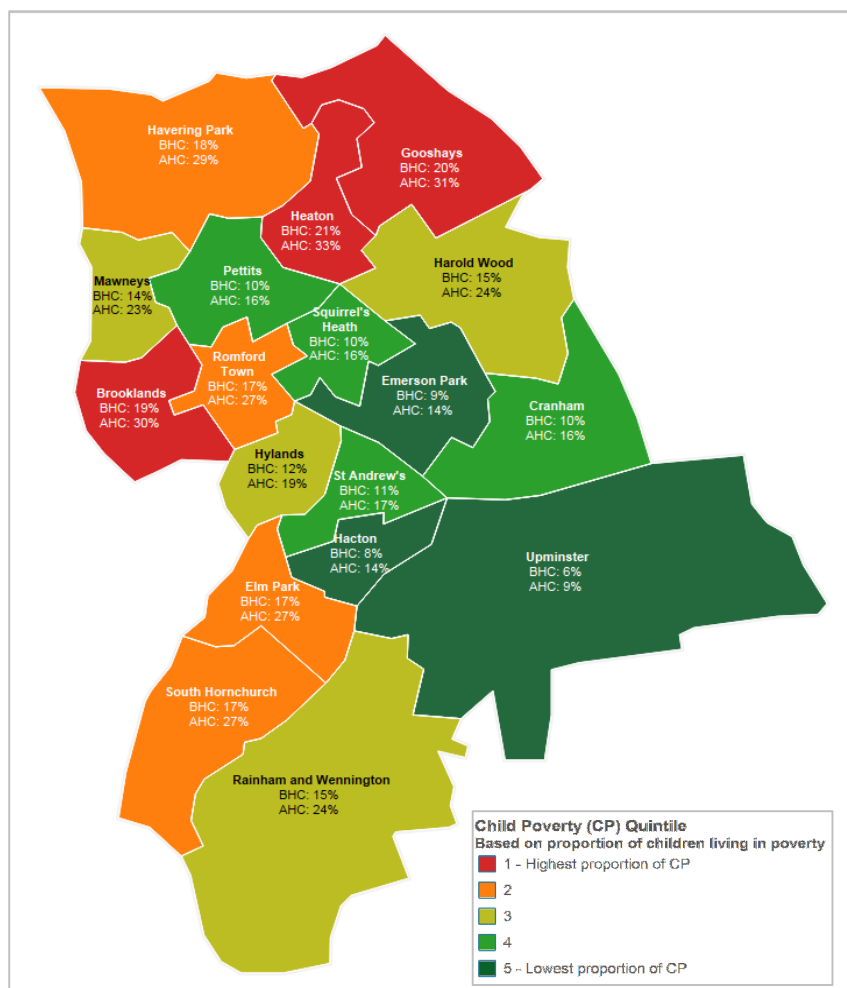 Havering Park
BHC: 18%
AHC: 29%
Gooshays
BHC: 20%
AHC: 31%
Heaton
BHC: 21%
AHC: 33%
Harold Wood
BHC: 15%
AHC: 24%
Mawneys
BHC: 14%
AHC: 23%
Pettits
BHC: 10%
AHC: 16%
Squirrel's
Heath
BHC: 10%
AHC: 16%
Romford
Town
BHC: 17%
AHC: 27%
Brooklands
BHC: 19%
AHC: 30%
Emerson Park
BHC: 9%
AHC: 14%
Cranham
BHC: 10%
AHC: 16%
Hylands
BHC: 12%
AHC: 19%
St Andrew's
BHC: 11%
AHC: 17%
Hacton
BHC: 8%
AHC: 14%
Upminster
BHC: 6%
AHC: 9%
Elm Park
BHC: 17%
AHC: 27%
South Hornchurch
BHC: 17%
AHC: 27%
Rainham and Wennington
BHC: 15%
AHC: 24%
Child Poverty (CP) Quintile
Based on proportion of children living in poverty
1 - Highest proportion of CP
2
3
4
5 - Lowest proportion of CP